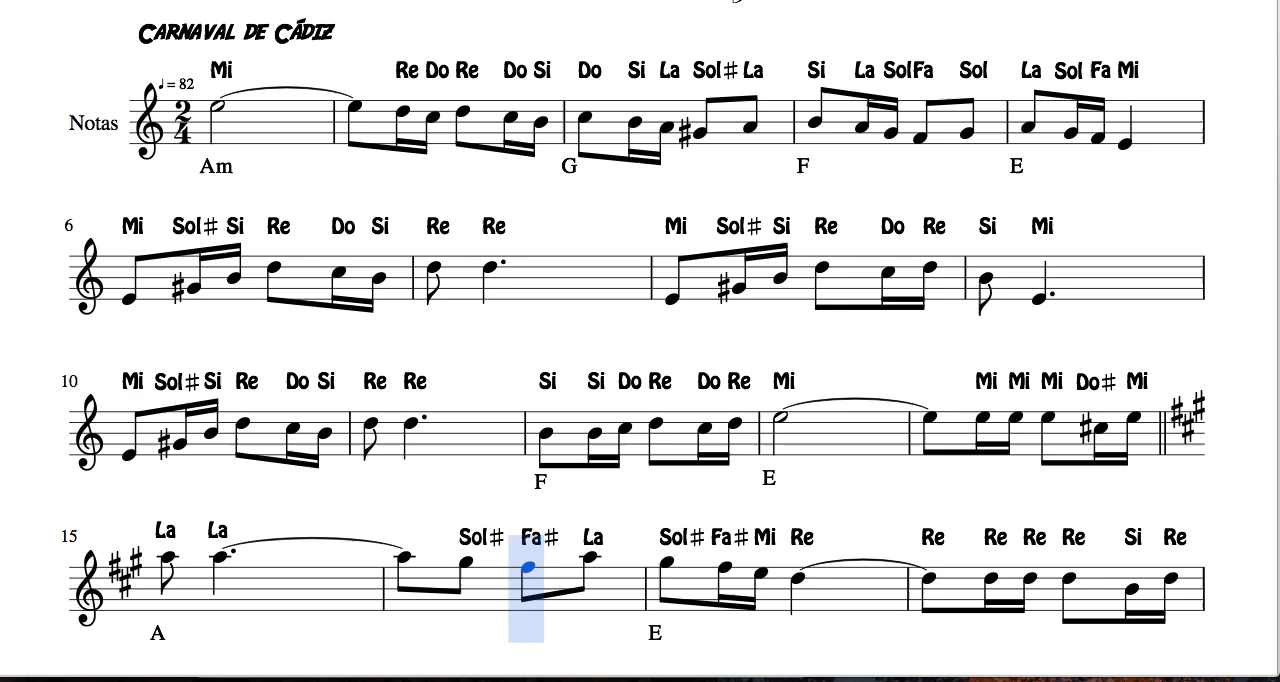 CARNAVAL DE CÁDIZ
♩ = 82
Mi Re Do Re Do Si Do Si La Sol# La Si La Sol Fa Sol La Sol Fa Mi
Notas
2
4
Am G F E
6
Mi Sol# Si Re Do Si Re Re Mi Sol# Si Re Do Re Si Mi
10
Mi Sol# Si Re Do Si Re Re Si Si Do Re Do Re Mi Mi Mi Mi Do# Mi
F E
15
La La Sol# Fa# La Sol# Fa# Mi Re Re Re Re Re Si Re
A E